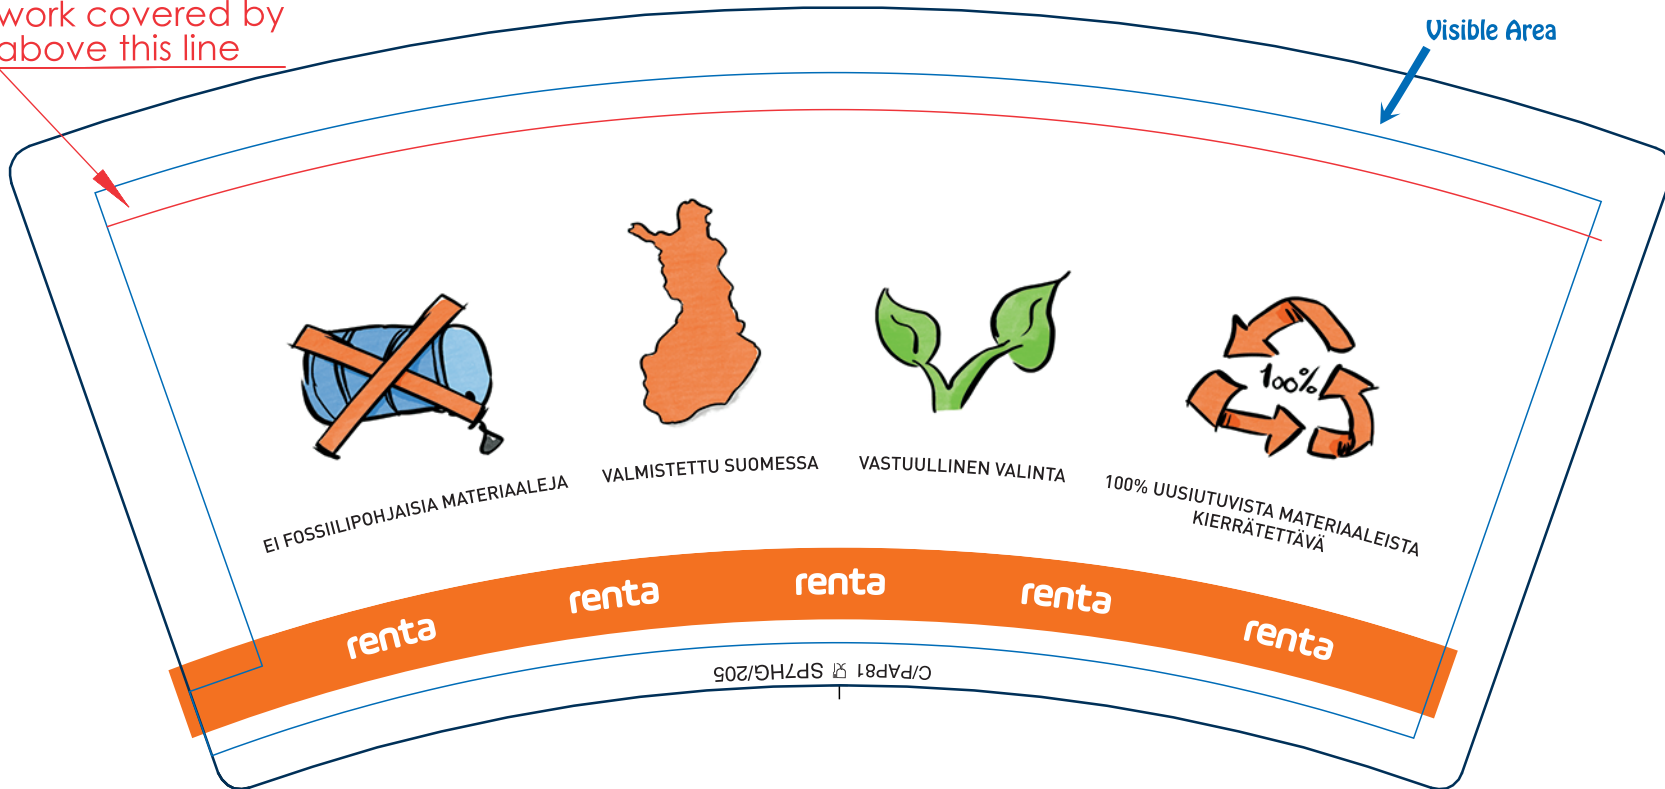 work covered by
above this line
Visible Area
100%
EI FOSSIILIPOHJAISIA MATERIAALEJA
VALMISTETTU SUOMESSA
VASTUULLINEN VALINTA
100% UUSIUTUVISTA MATERIAALEISTA
KIERRÄTETTÄVÄ
renta
renta
renta
renta
renta
C/PAP81 SP7HG/205